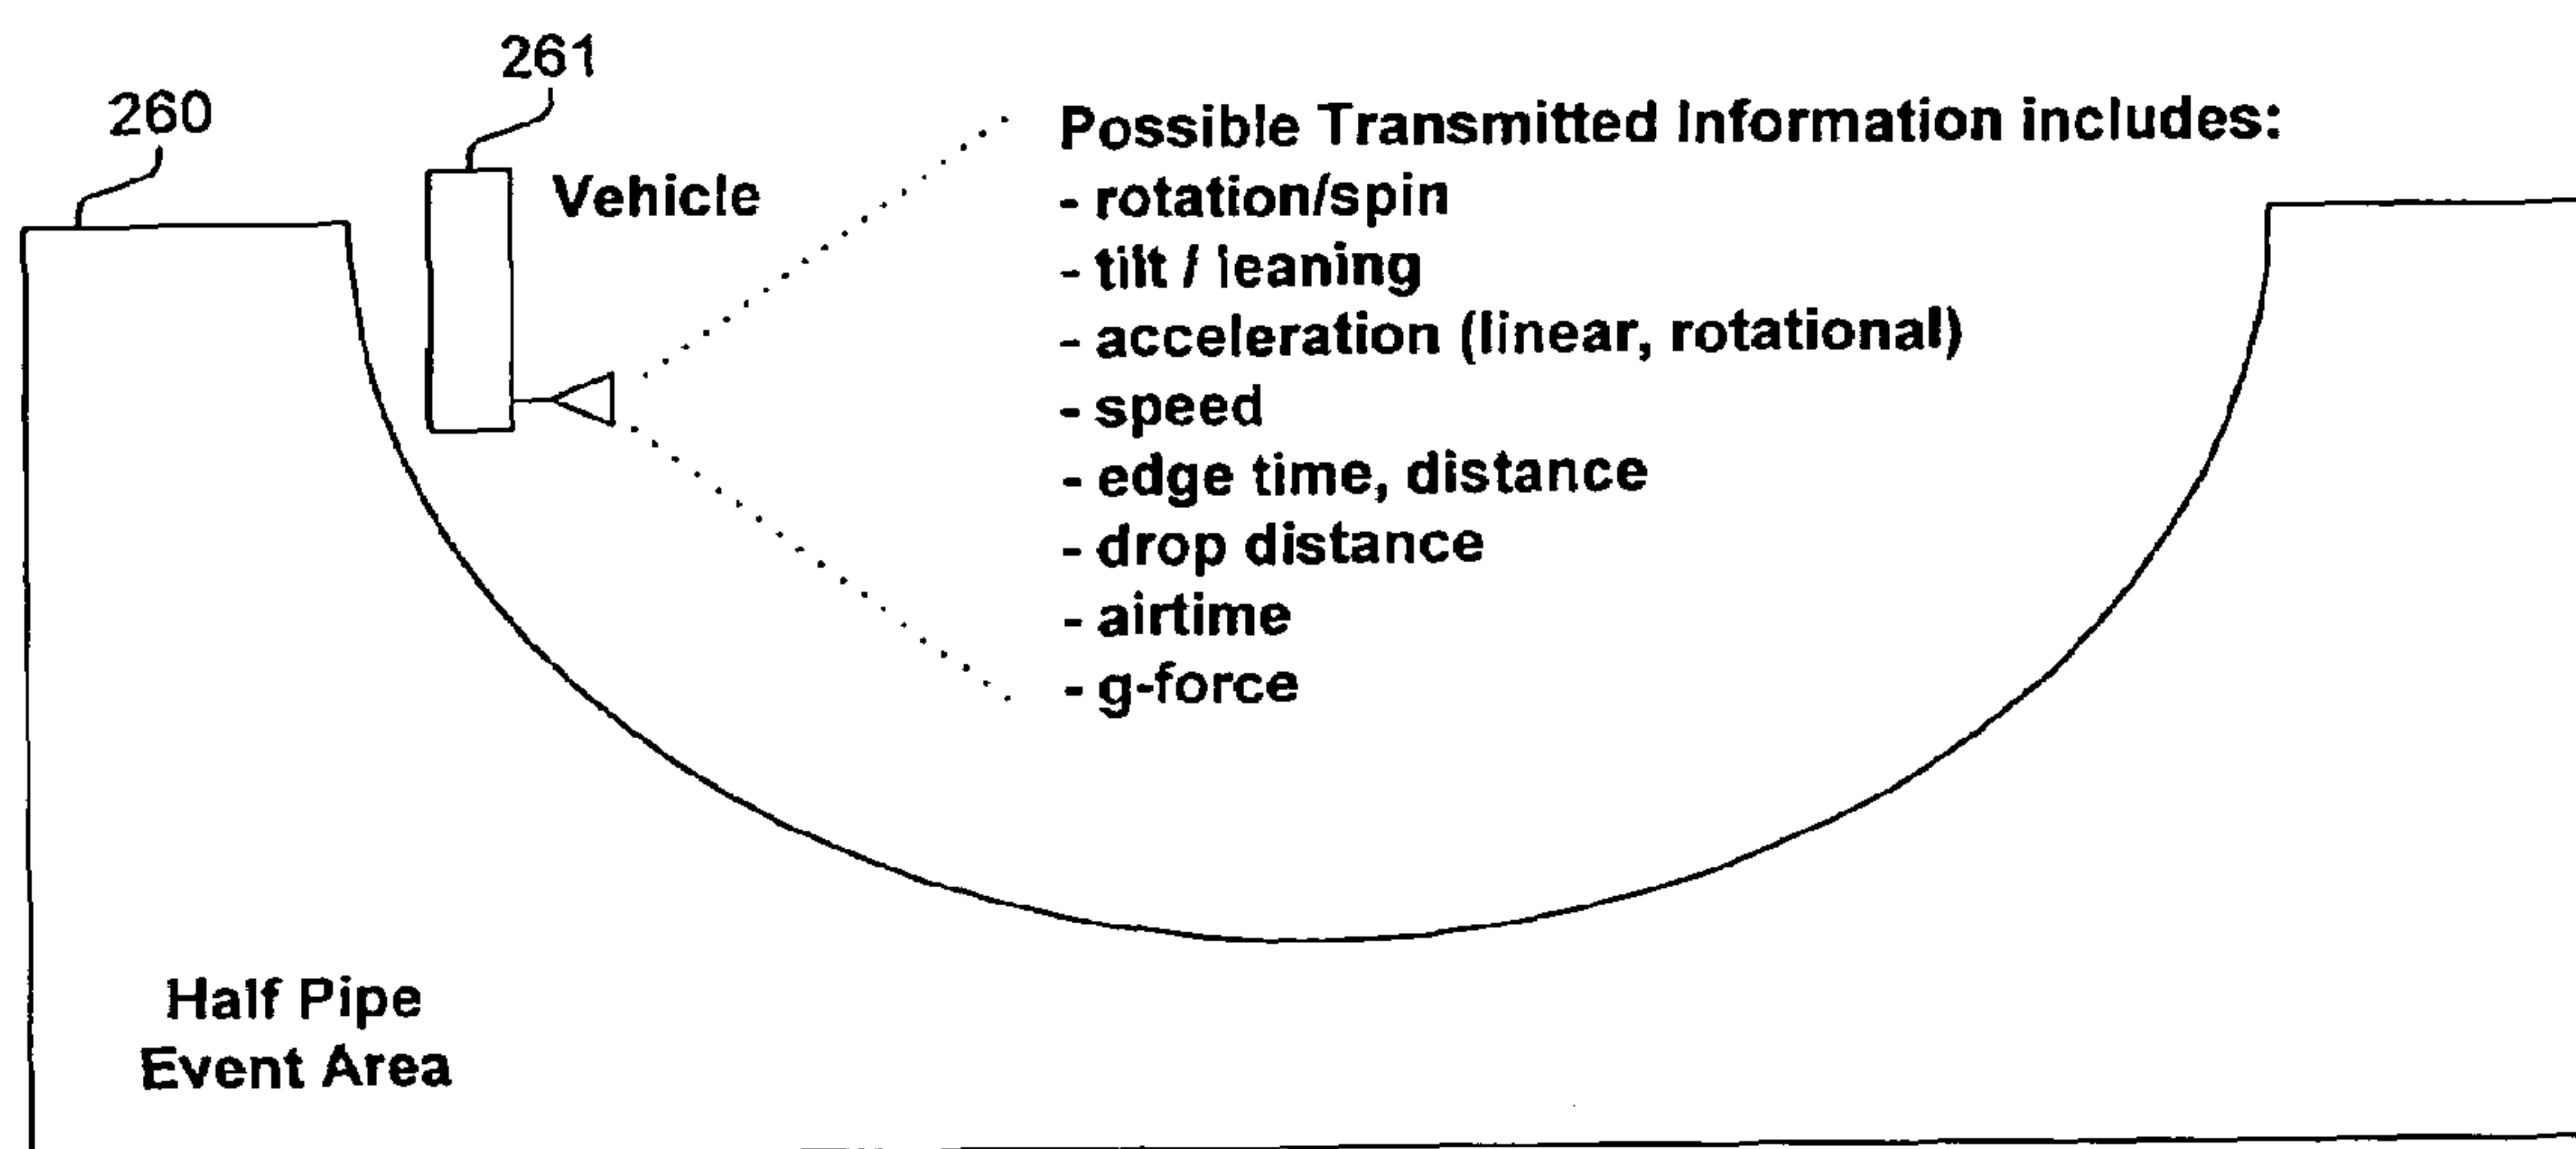 261
260
Possible Transmitted Information includes:
Vehicle
- rotation/spin
- tilt / leaning
- acceleration (linear, rotational)
- speed
- edge time, distance
- drop distance
- airtime
- g-force
Half Pipe
Event Area